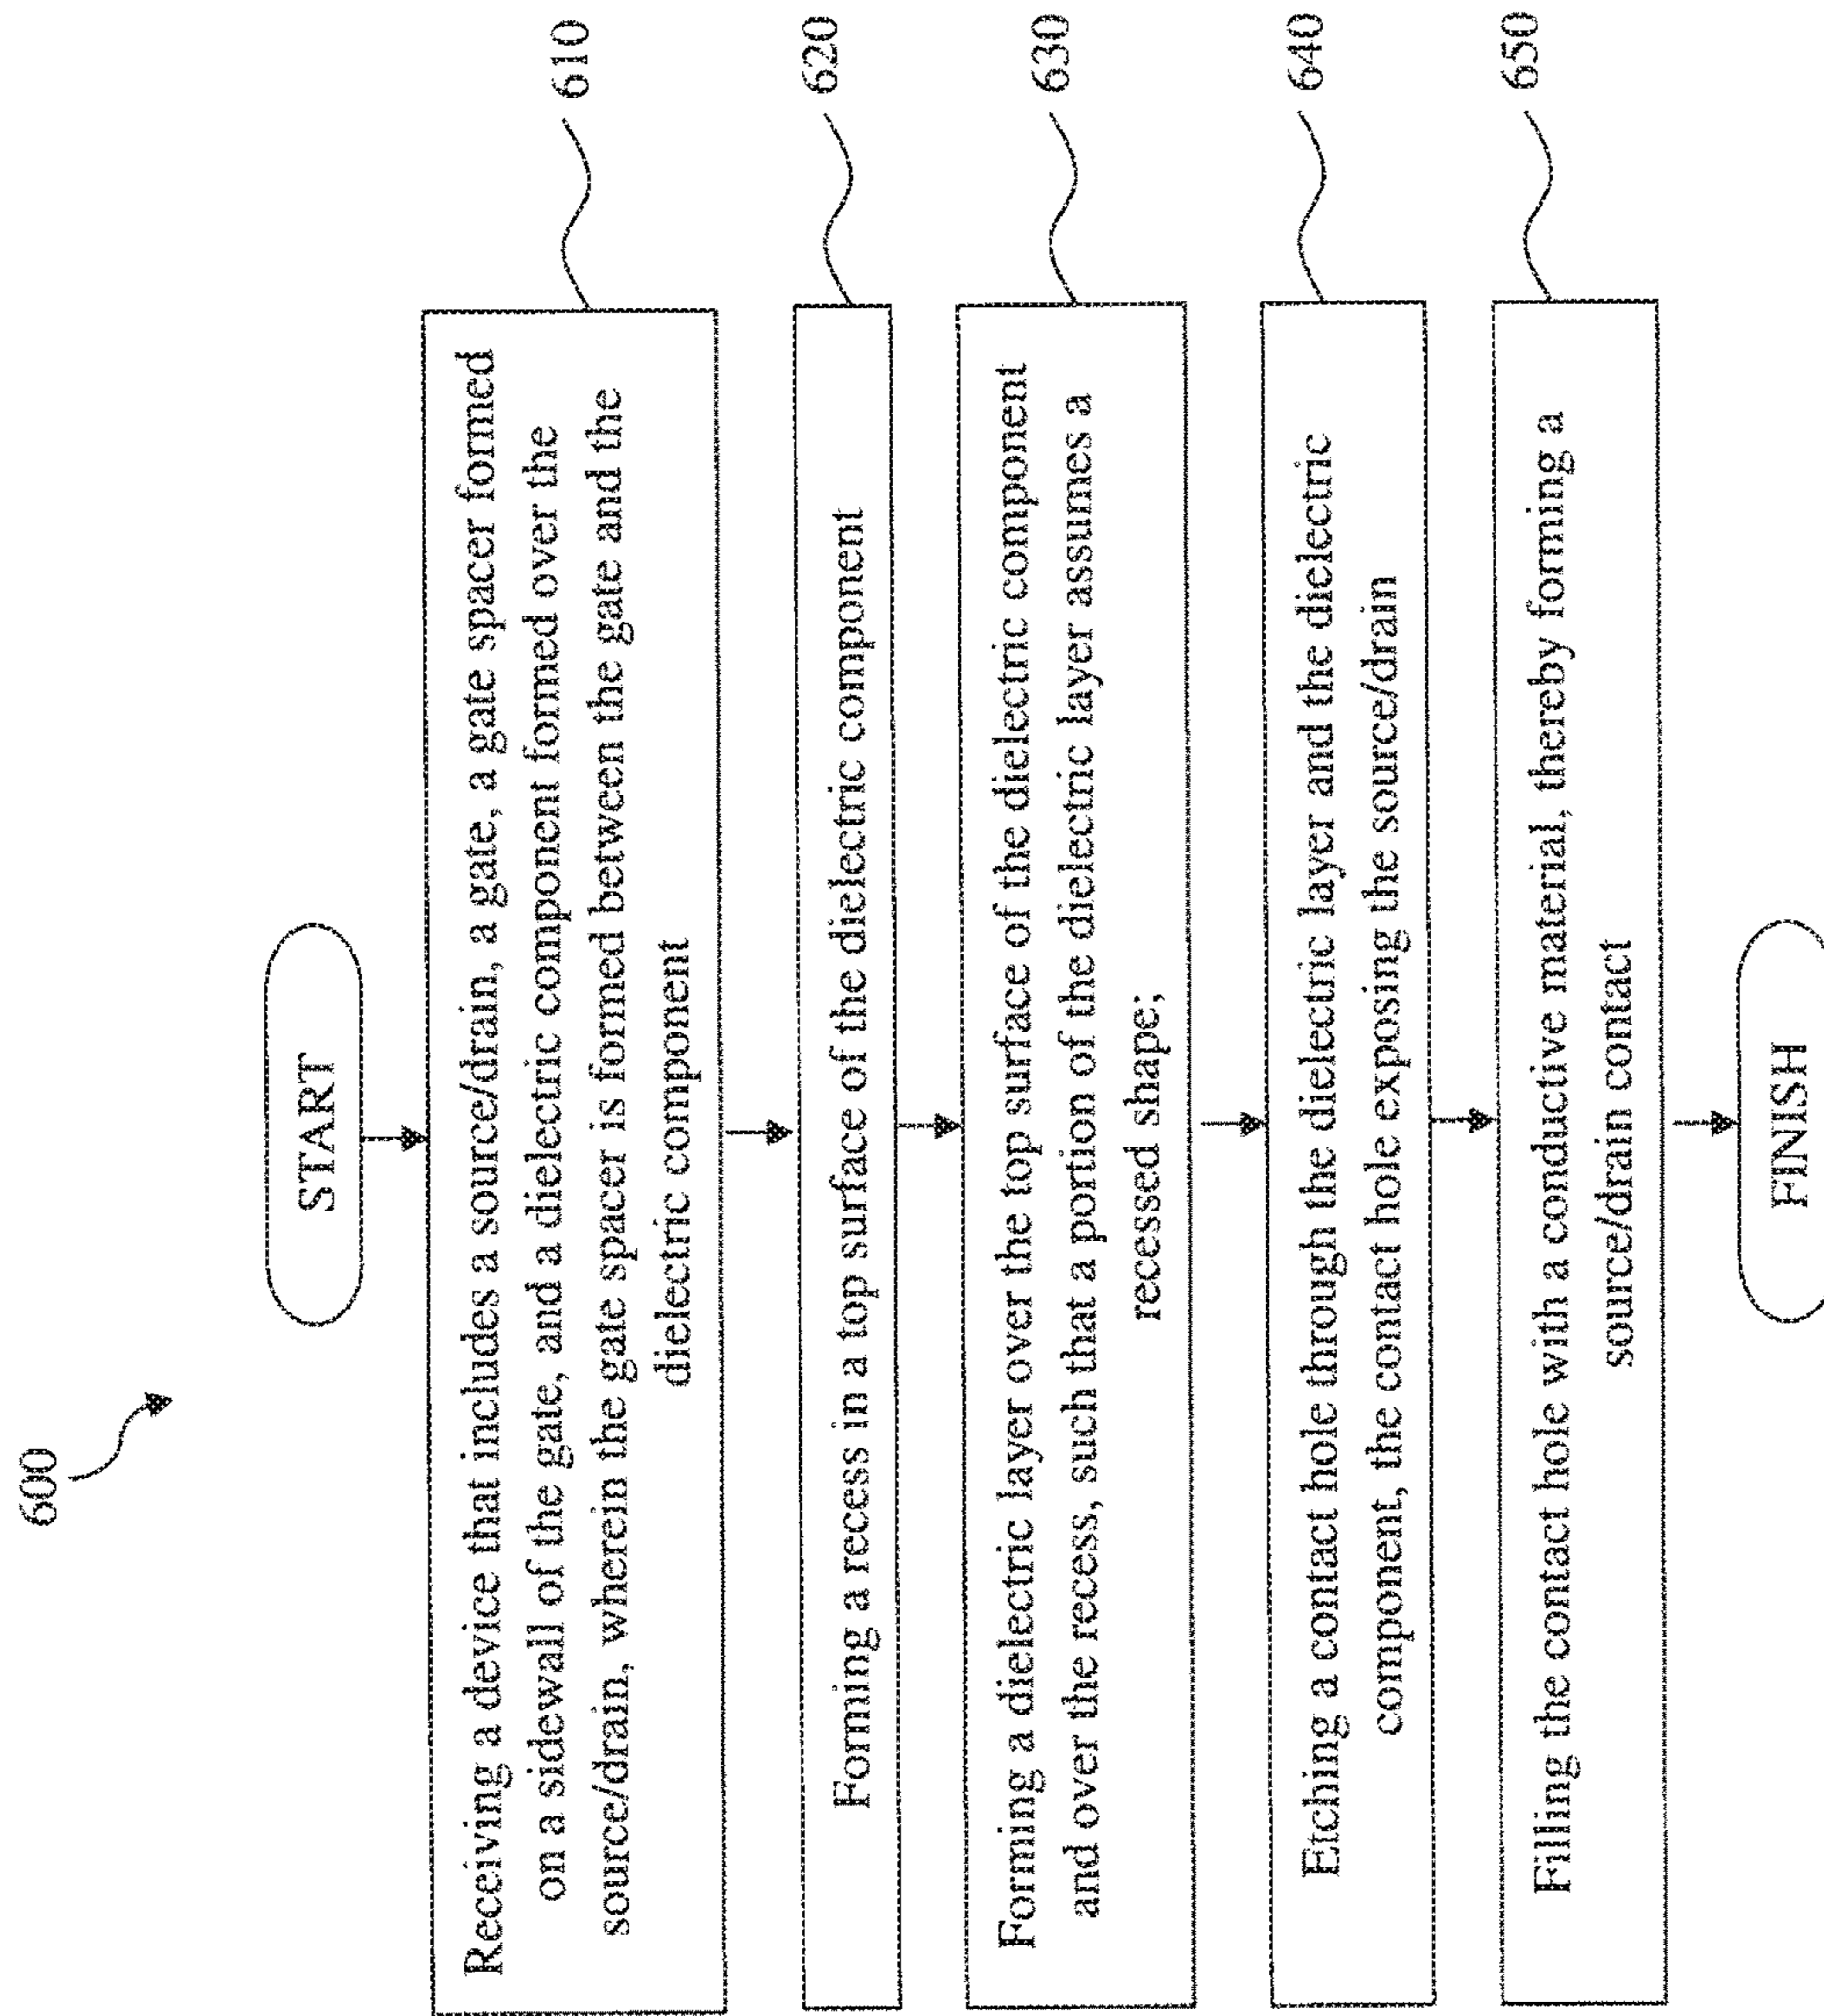 600
START
Receiving a device that includes a source/drain, a gate, a gate spacer formed
on a sidewall of the gate, and a dielectric component formed over the
source/drain, wherein the gate spacer is formed between the gate and the
dielectric component
610
Forming a recess in a top surface of the dielectric component
620
Forming a dielectric layer over the top surface of the dielectric component
and over the recess, such that a portion of the dielectric layer assumes a
recessed shape;
630
Etching a contact hole through the dielectric layer and the dielectric
component, the contact hole exposing the source/drain
640
Filling the contact hole with a conductive material, thereby forming a
source/drain contact
650
FINISH